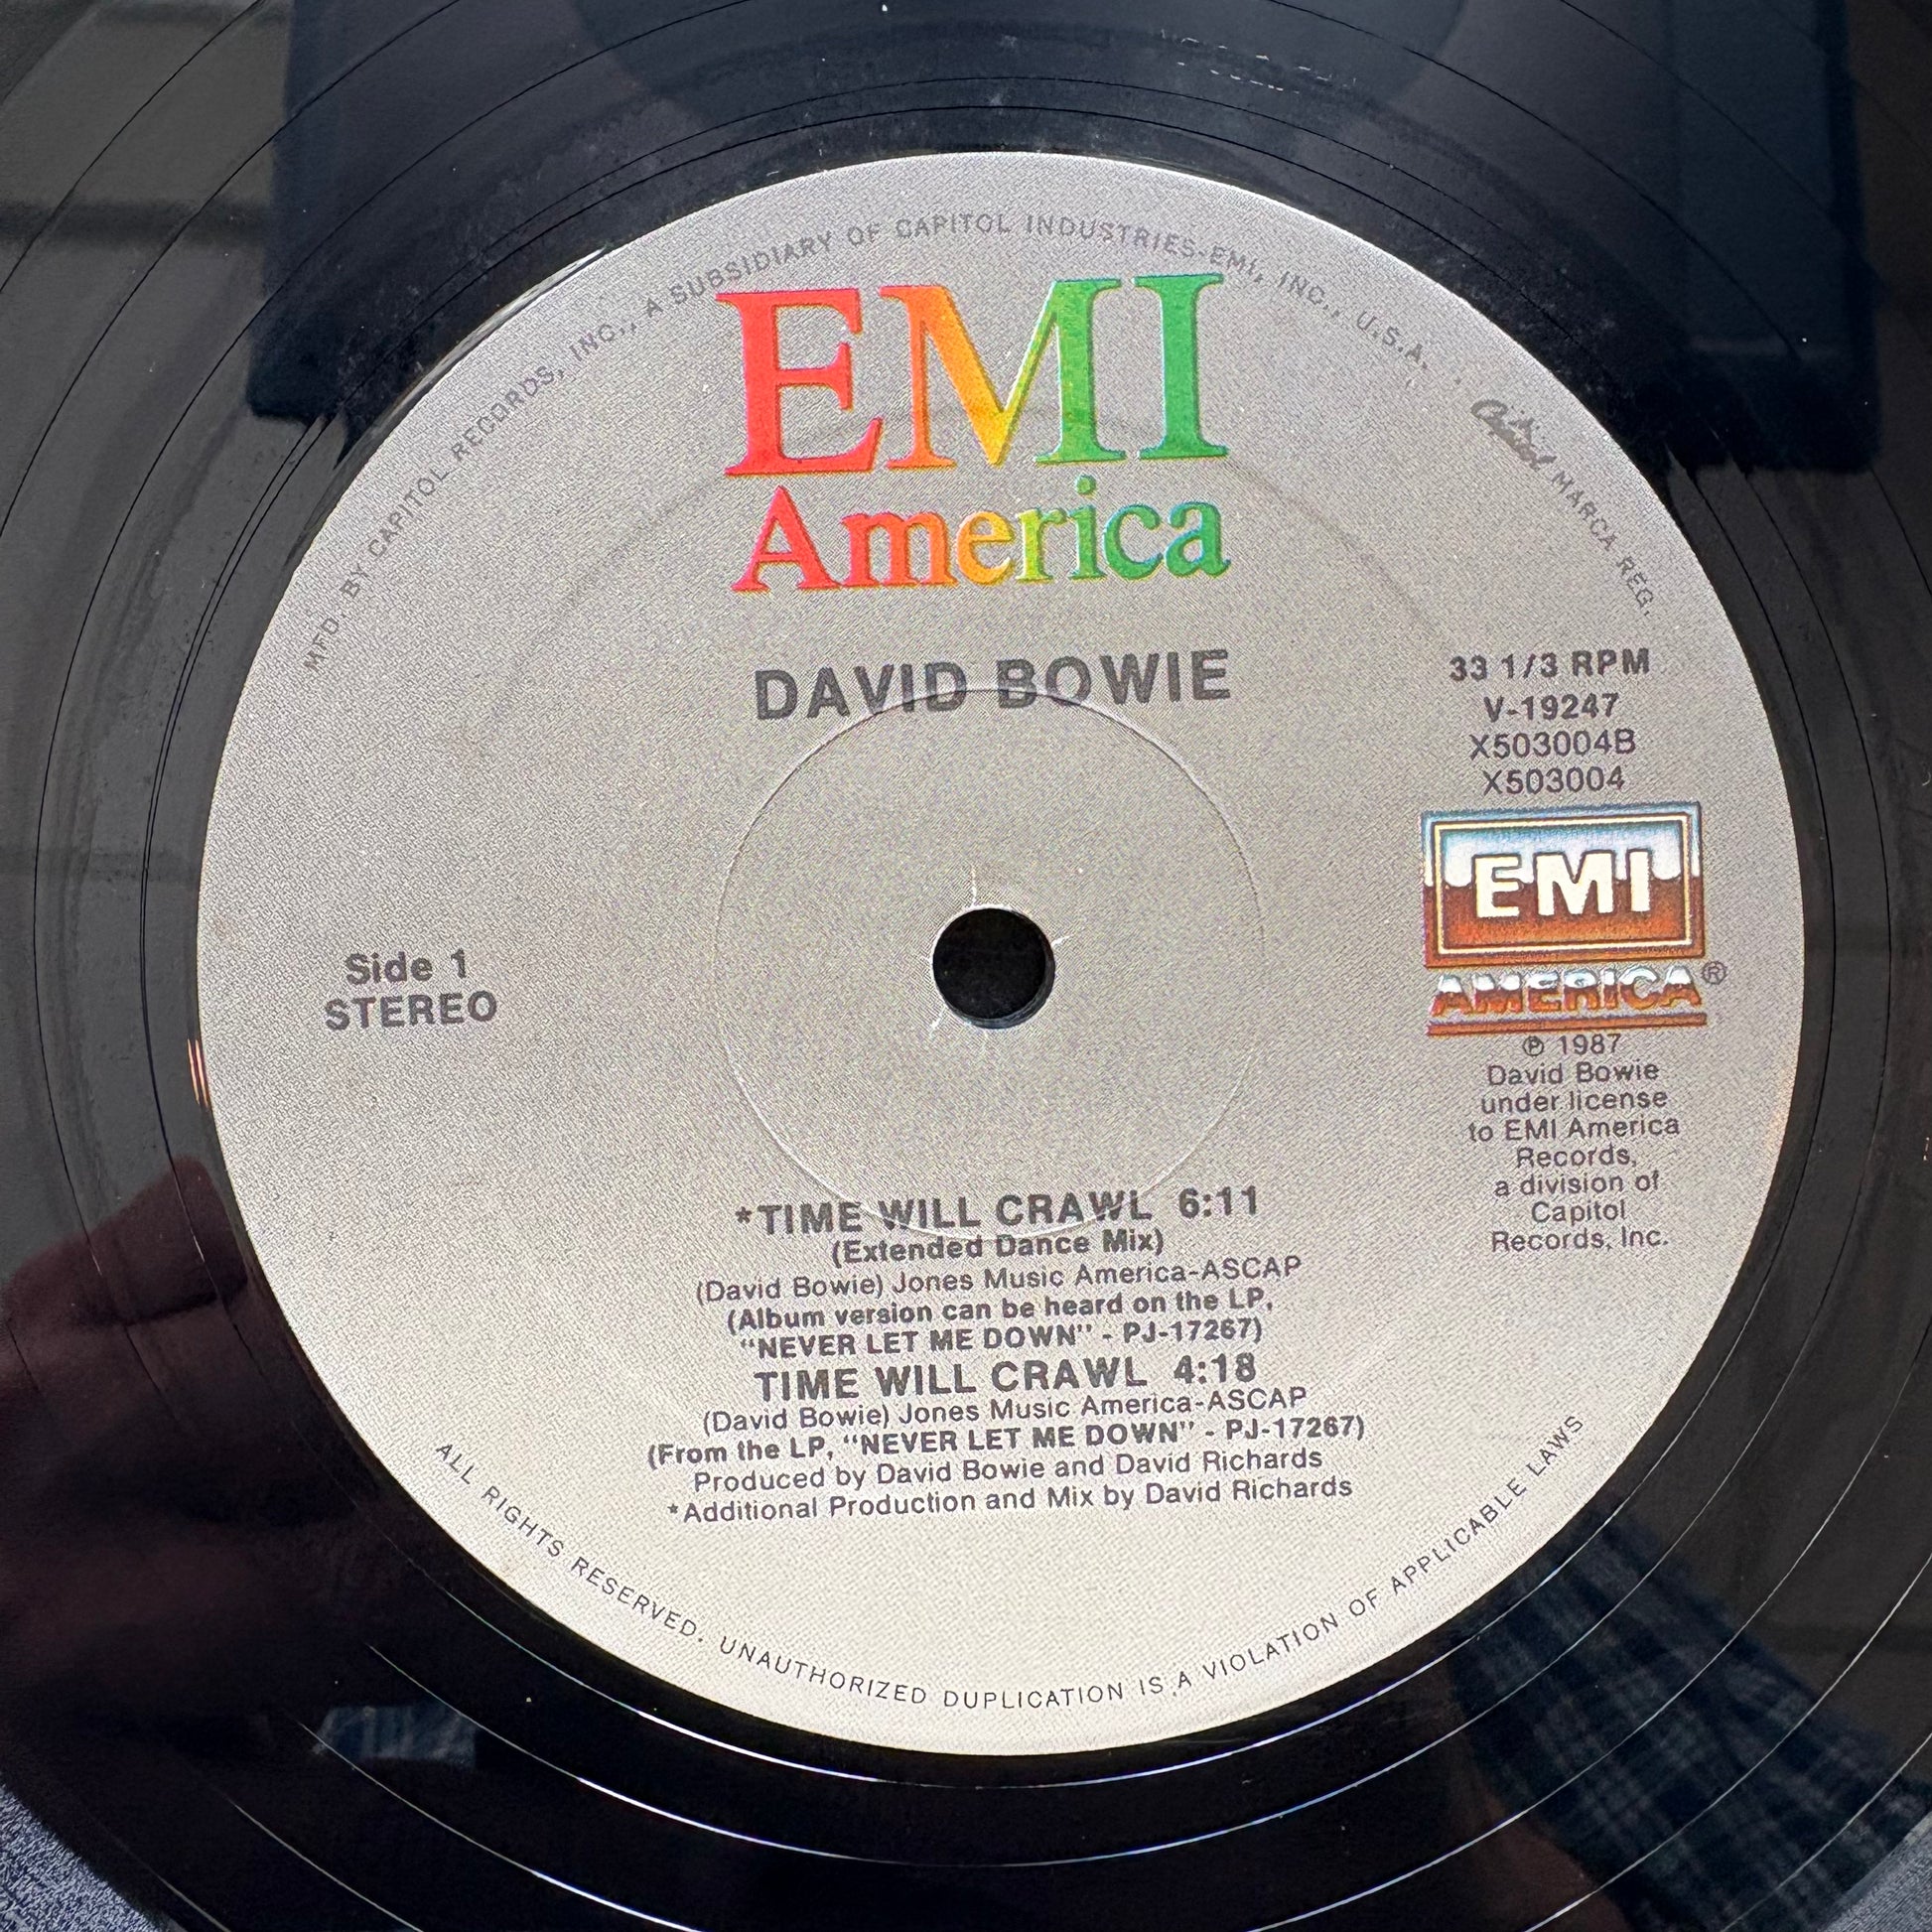 MFD. BY CAPITOL RECORDS, INC., A SUBSIDIARY OF CAPITOL INDUSTRIES-EMI, INC., U.S.A. · Capitol MARCA REG.
EMI
America
DAVID BOWIE
33 1/3 RPM
V-19247
X503004B
X503004
EMI
AMERICA®
Side 1
STEREO
℗ 1987
David Bowie
under license
to EMI America
Records,
a division of
Capitol
Records, Inc.
*TIME WILL CRAWL 6:11
(Extended Dance Mix)
(David Bowie) Jones Music America-ASCAP
(Album version can be heard on the LP,
"NEVER LET ME DOWN" - PJ-17267)
TIME WILL CRAWL 4:18
(David Bowie) Jones Music America-ASCAP
(From the LP, "NEVER LET ME DOWN" - PJ-17267)
Produced by David Bowie and David Richards
*Additional Production and Mix by David Richards
ALL RIGHTS RESERVED. UNAUTHORIZED DUPLICATION IS A VIOLATION OF APPLICABLE LAWS